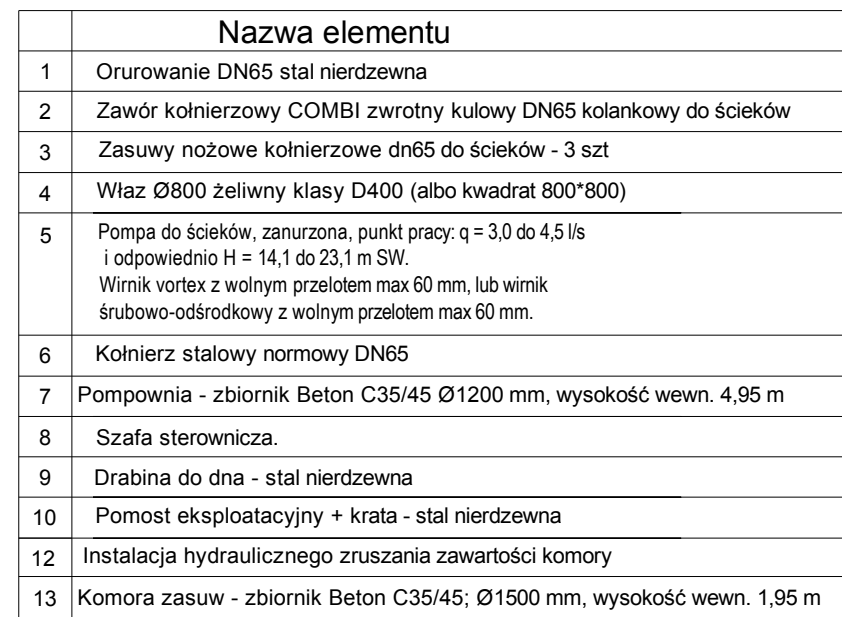 Nazwa elementu
1 Orurowanie DN65 stal nierdzewna
2 Zawór kołnierzowy COMBI zwrotny kulowy DN65 kolankowy do ścieków
3 Zasuwy nożowe kołnierzowe dn65 do ścieków - 3 szt
4 Właz Ø800 żeliwny klasy D400 (albo kwadrat 800*800)
5 Pompa do ścieków, zanurzona, punkt pracy: q = 3,0 do 4,5 l/s
i odpowiednio H = 14,1 do 23,1 m SW.
Wirnik vortex z wolnym przelotem max 60 mm, lub wirnik
śrubowo-odśrodkowy z wolnym przelotem max 60 mm.
6 Kołnierz stalowy normowy DN65
7 Pompownia - zbiornik Beton C35/45 Ø1200 mm, wysokość wewn. 4,95 m
8 Szafa sterownicza.
9 Drabina do dna - stal nierdzewna
10 Pomost eksploatacyjny + krata - stal nierdzewna
12 Instalacja hydraulicznego zruszania zawartości komory
13 Komora zasuw - zbiornik Beton C35/45; Ø1500 mm, wysokość wewn. 1,95 m